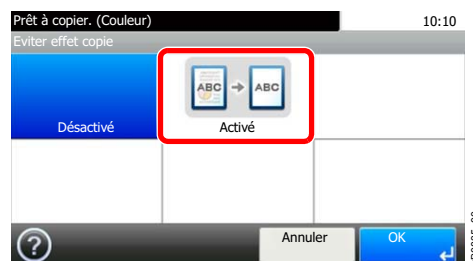 Prêt à copier. (Couleur)
10:10
Eviter effet copie
ABC
ABC
Désactivé
Activé
?
Annuler
OK